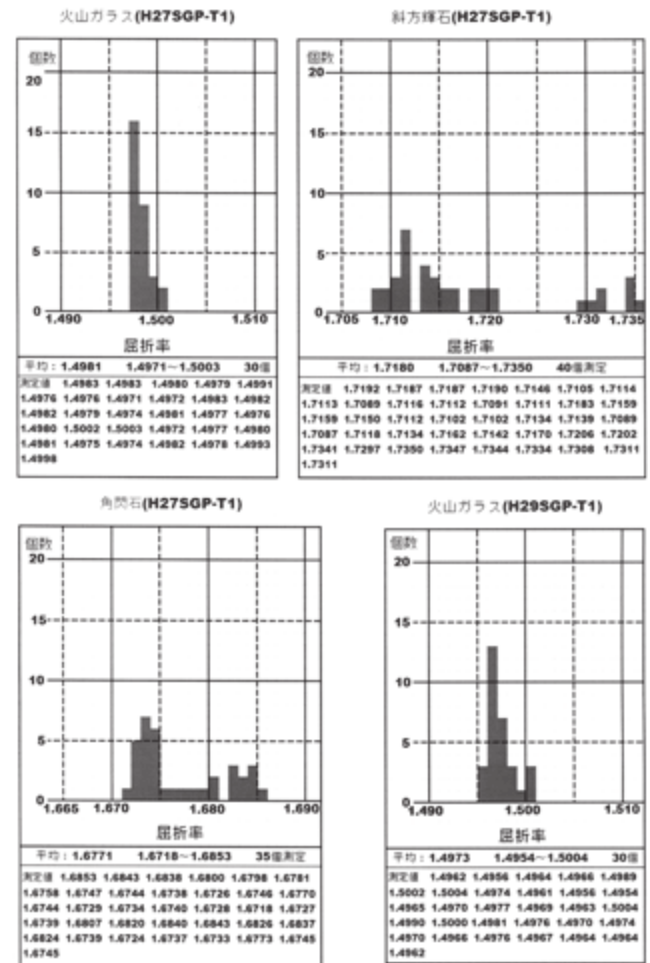 火山ガラス(H27SGP-T1)
個数
20
15
10
5
0
1.490 1.500 1.510
屈折率
平均：1.4981 1.4971～1.5003 30個
測定値 1.4983 1.4983 1.4980 1.4979 1.4991
1.4976 1.4976 1.4971 1.4972 1.4983 1.4982
1.4982 1.4979 1.4974 1.4981 1.4977 1.4976
1.4980 1.5002 1.5003 1.4972 1.4977 1.4980
1.4981 1.4975 1.4974 1.4982 1.4978 1.4993
1.4998
斜方輝石(H27SGP-T1)
個数
20
15
10
5
0
1.705 1.710 1.720 1.730 1.735
屈折率
平均：1.7180 1.7087～1.7350 40個測定
測定値 1.7192 1.7187 1.7187 1.7190 1.7146 1.7105 1.7114
1.7113 1.7089 1.7116 1.7112 1.7091 1.7111 1.7183 1.7159
1.7159 1.7150 1.7112 1.7102 1.7102 1.7134 1.7139 1.7089
1.7087 1.7118 1.7134 1.7162 1.7142 1.7170 1.7206 1.7202
1.7341 1.7297 1.7350 1.7347 1.7344 1.7334 1.7308 1.7311
1.7311
角閃石(H27SGP-T1)
個数
20
15
10
5
0
1.665 1.670 1.680 1.690
屈折率
平均：1.6771 1.6718～1.6853 35個測定
測定値 1.6853 1.6843 1.6838 1.6800 1.6798 1.6781
1.6758 1.6747 1.6744 1.6738 1.6726 1.6746 1.6770
1.6744 1.6729 1.6734 1.6740 1.6728 1.6718 1.6727
1.6739 1.6807 1.6820 1.6840 1.6843 1.6826 1.6837
1.6824 1.6739 1.6724 1.6737 1.6733 1.6773 1.6745
1.6745
火山ガラス(H29SGP-T1)
個数
20
15
10
5
0
1.490 1.500 1.510
屈折率
平均：1.4973 1.4954～1.5004 30個
測定値 1.4962 1.4956 1.4964 1.4966 1.4989
1.5002 1.5004 1.4974 1.4961 1.4956 1.4954
1.4965 1.4970 1.4977 1.4969 1.4963 1.5004
1.4990 1.5000 1.4981 1.4976 1.4970 1.4974
1.4970 1.4966 1.4976 1.4967 1.4964 1.4964
1.4962